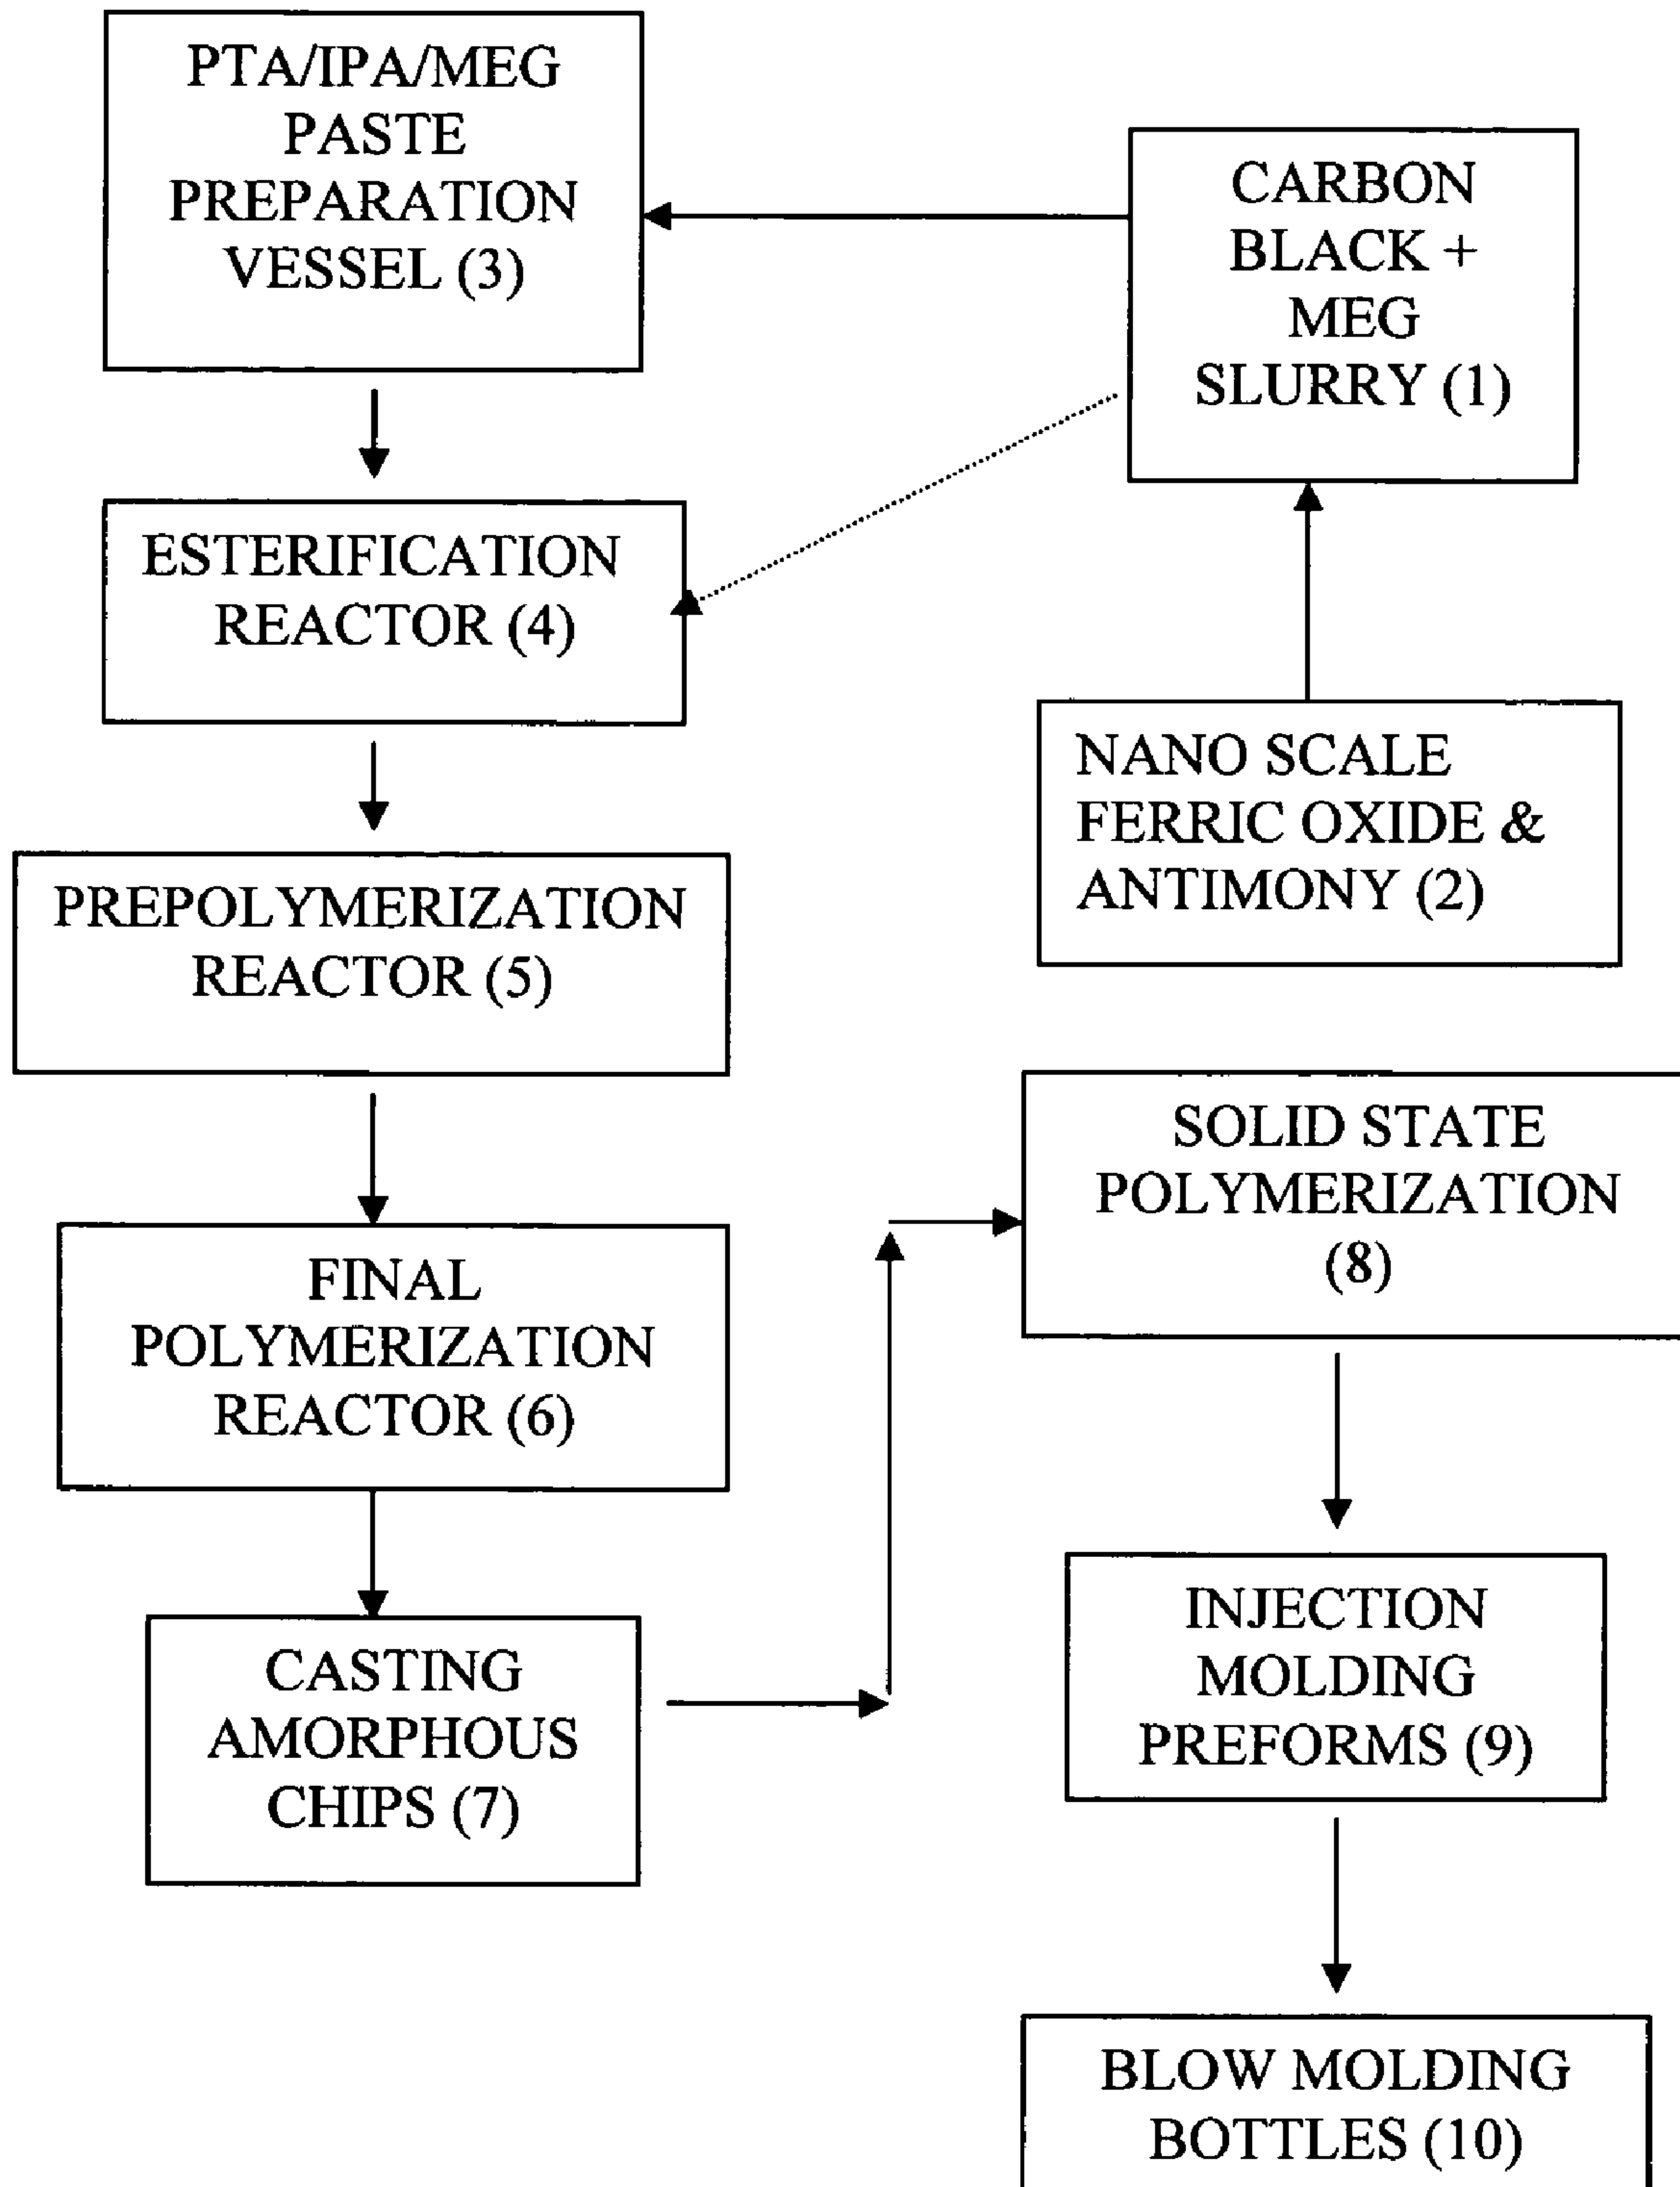 PTA/IPA/MEG
PASTE
PREPARATION
VESSEL (3)
CARBON
BLACK +
MEG
SLURRY (1)
ESTERIFICATION
REACTOR (4)
NANO SCALE
FERRIC OXIDE &
ANTIMONY (2)
PREPOLYMERIZATION
REACTOR (5)
SOLID STATE
POLYMERIZATION
(8)
FINAL
POLYMERIZATION
REACTOR (6)
INJECTION
MOLDING
PREFORMS (9)
CASTING
AMORPHOUS
CHIPS (7)
BLOW MOLDING
BOTTLES (10)